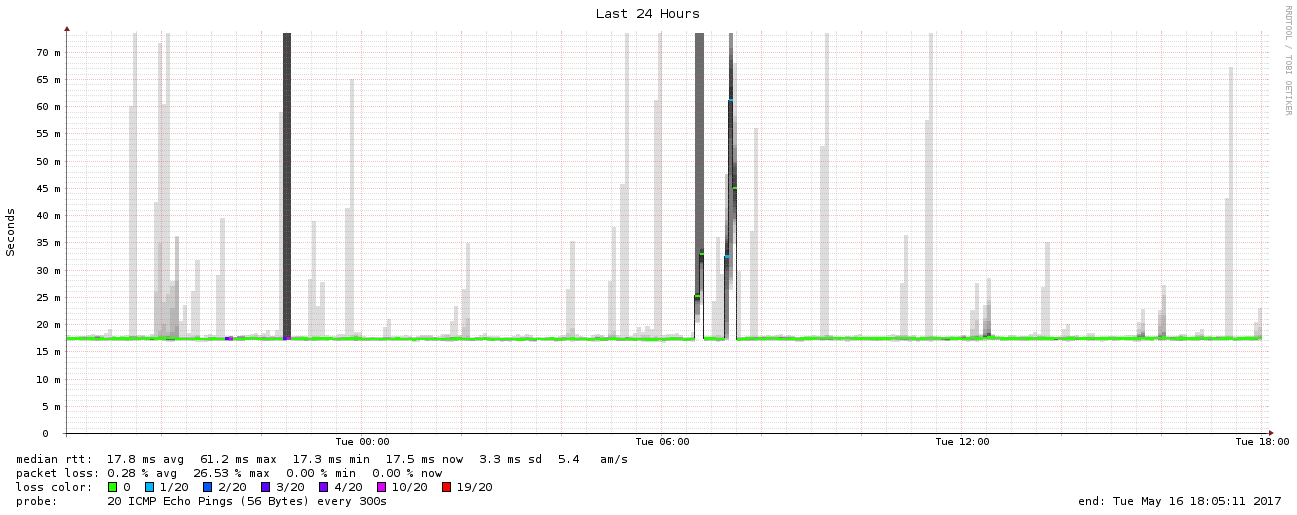 Last 24 Hours
RRDTOOL / TOBI OETIKER
Seconds
70 m
65 m
60 m
55 m
50 m
45 m
40 m
35 m
30 m
25 m
20 m
15 m
10 m
5 m
0
Tue 00:00 Tue 06:00 Tue 12:00 Tue 18:00
median rtt: 17.8 ms avg 61.2 ms max 17.3 ms min 17.5 ms now 3.3 ms sd 5.4 am/s
packet loss: 0.28 % avg 26.53 % max 0.00 % min 0.00 % now
loss color: 0 1/20 2/20 3/20 4/20 10/20 19/20
probe: 20 ICMP Echo Pings (56 Bytes) every 300s end: Tue May 16 18:05:11 2017